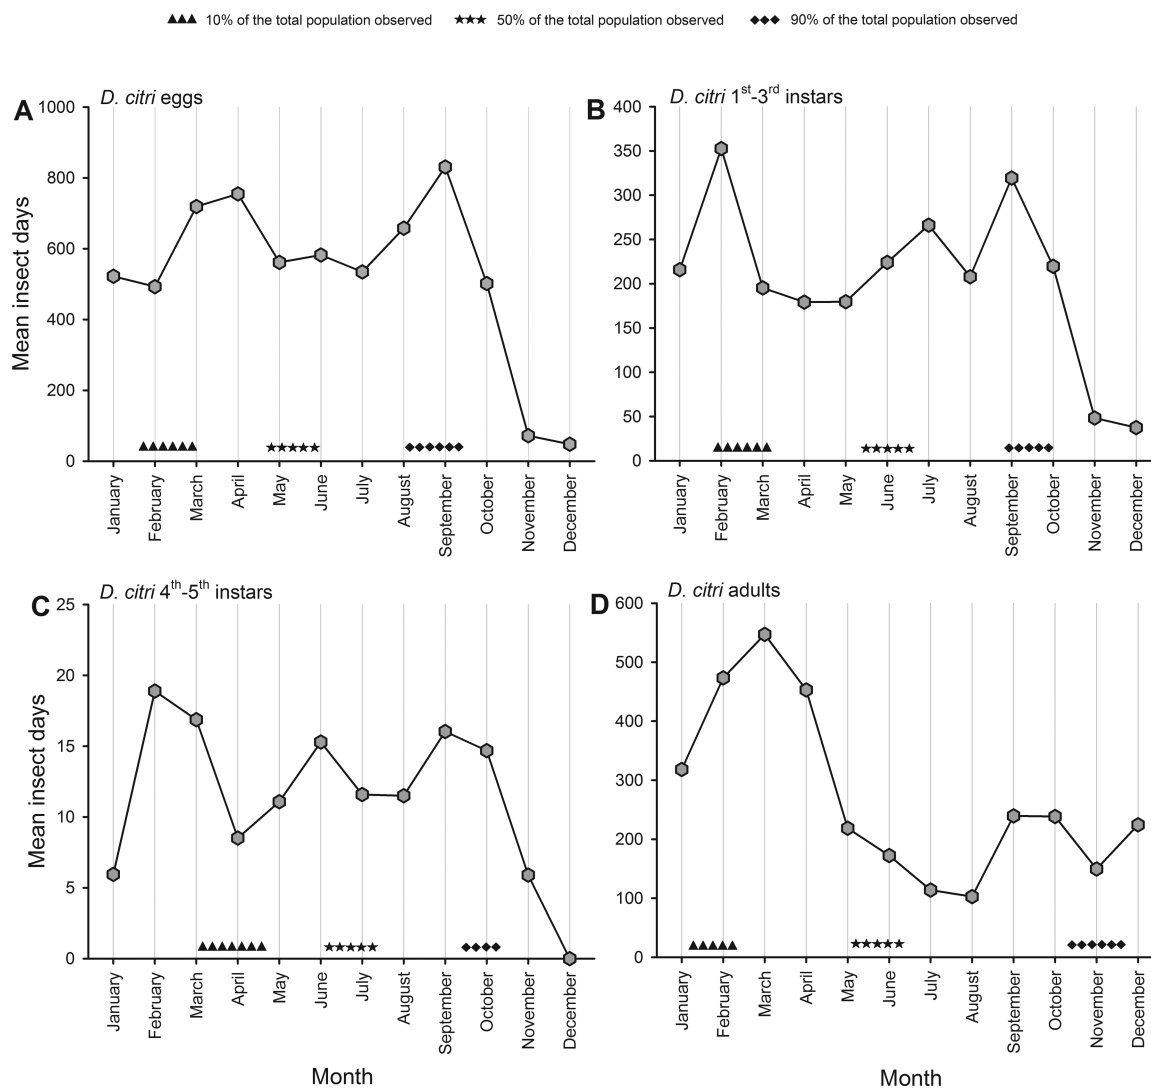 10% of the total population observed 50% of the total population observed 90% of the total population observed
A D. citri eggs
Mean insect days
1000
800
600
400
200
0
January February March April May June July August September October November December
B D. citri 1st-3rd instars
400
350
300
250
200
150
100
50
0
January February March April May June July August September October November December
C D. citri 4th-5th instars
Mean insect days
25
20
15
10
5
0
January February March April May June July August September October November December
Month
D D. citri adults
600
500
400
300
200
100
0
January February March April May June July August September October November December
Month